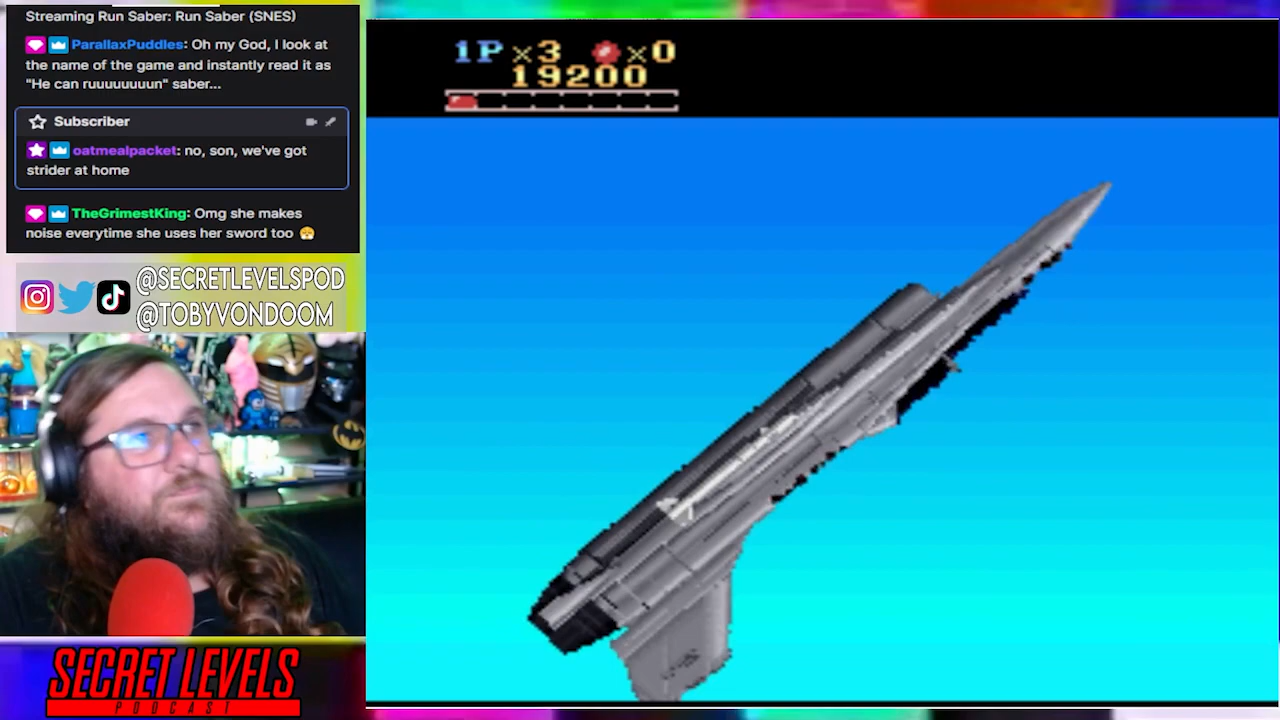 Streaming Run Saber: Run Saber (SNES)
ParallaxPuddles: Oh my God, I look at
the name of the game and instantly read it as
"He can ruuuuuuuun" saber...
Subscriber
oatmealpacket: no, son, we've got
strider at home
TheGrimestKing: Omg she makes
noise everytime she uses her sword too
@SECRETLEVELSPOD
@TOBYVONDOOM
SECRET LEVELS
PODCAST
1P ×3 ×0
19200